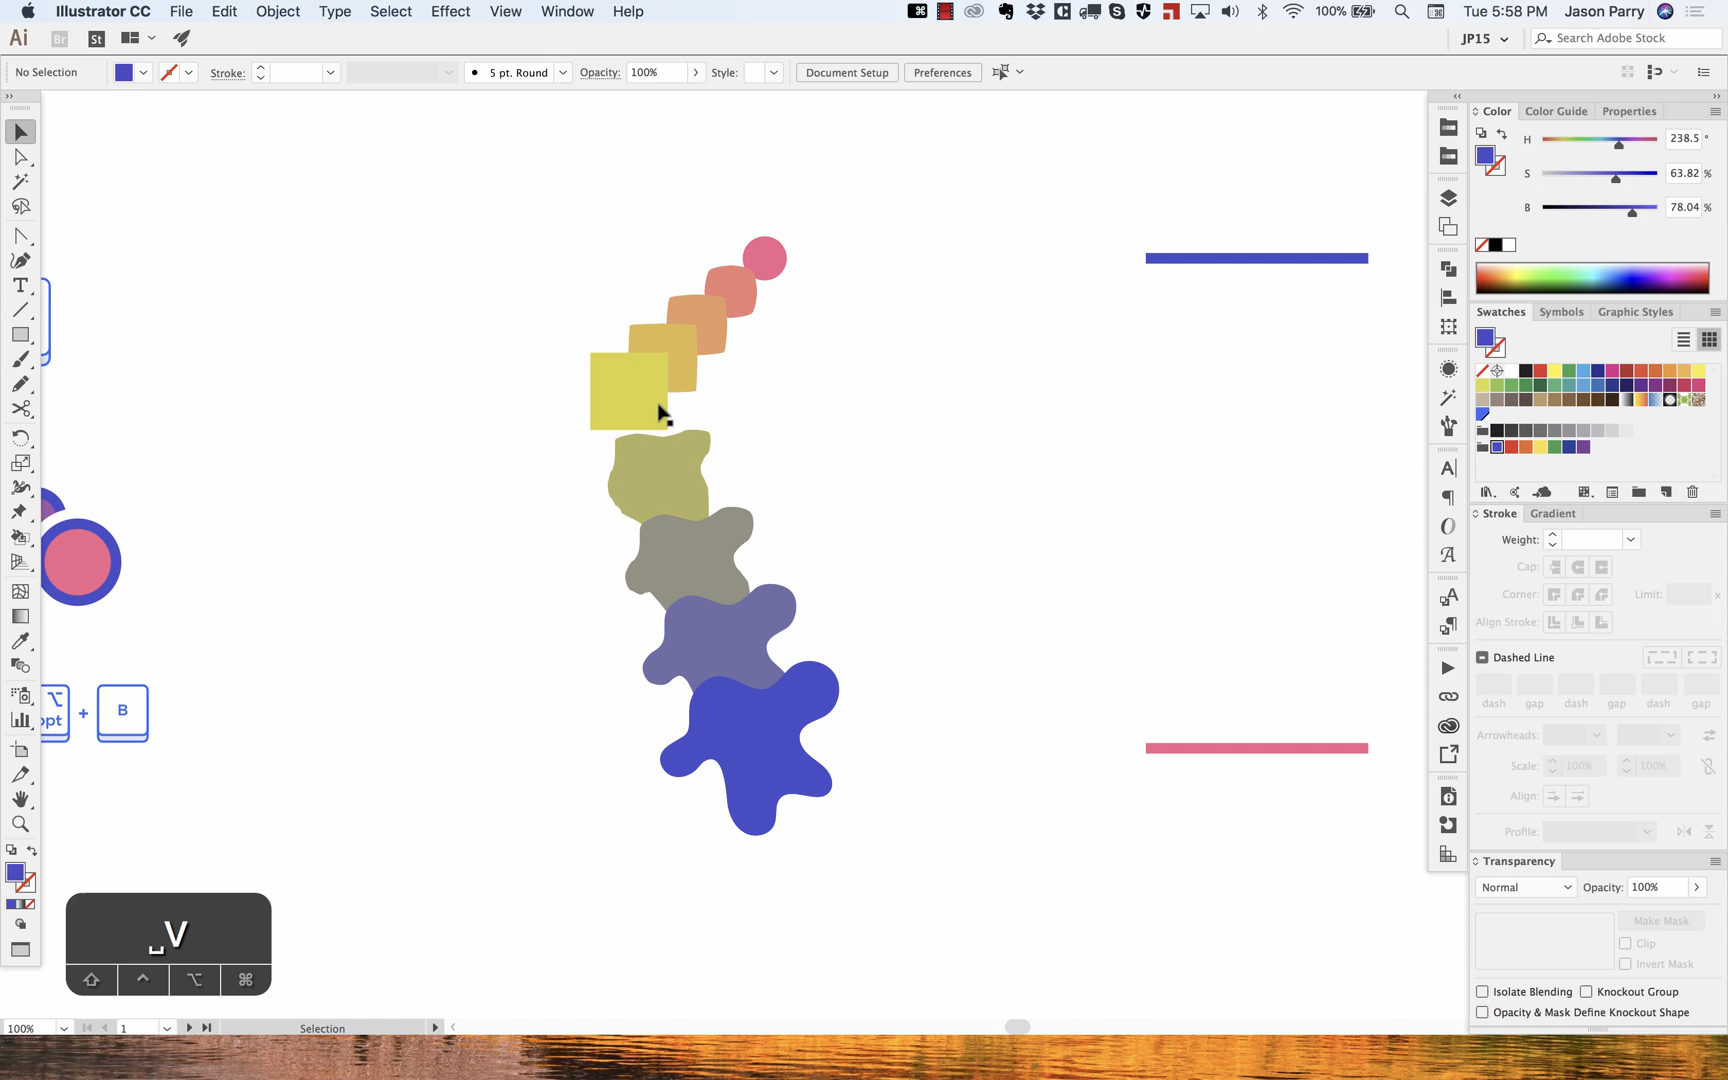 Illustrator CC File Edit Object Type Select Effect View Window Help 100% Tue 5:58 PM Jason Parry
Ai Br St JP15 Search Adobe Stock
No Selection Stroke: 5 pt. Round Opacity: 100% Style: Document Setup Preferences
Color Color Guide Properties
H 238.5 °
S 63.82 %
B 78.04 %
Swatches Symbols Graphic Styles
Stroke Gradient
Weight:
Cap:
Corner: Limit: x
Align Stroke:
Dashed Line
dash gap dash gap dash gap
Arrowheads:
Scale: 100% 100%
Align:
Profile:
Transparency
Normal Opacity: 100%
Make Mask
Clip
Invert Mask
Isolate Blending Knockout Group
Opacity & Mask Define Knockout Shape
⌥
opt + B
␣V
⇧ ⌃ ⌥ ⌘
100% 1 Selection